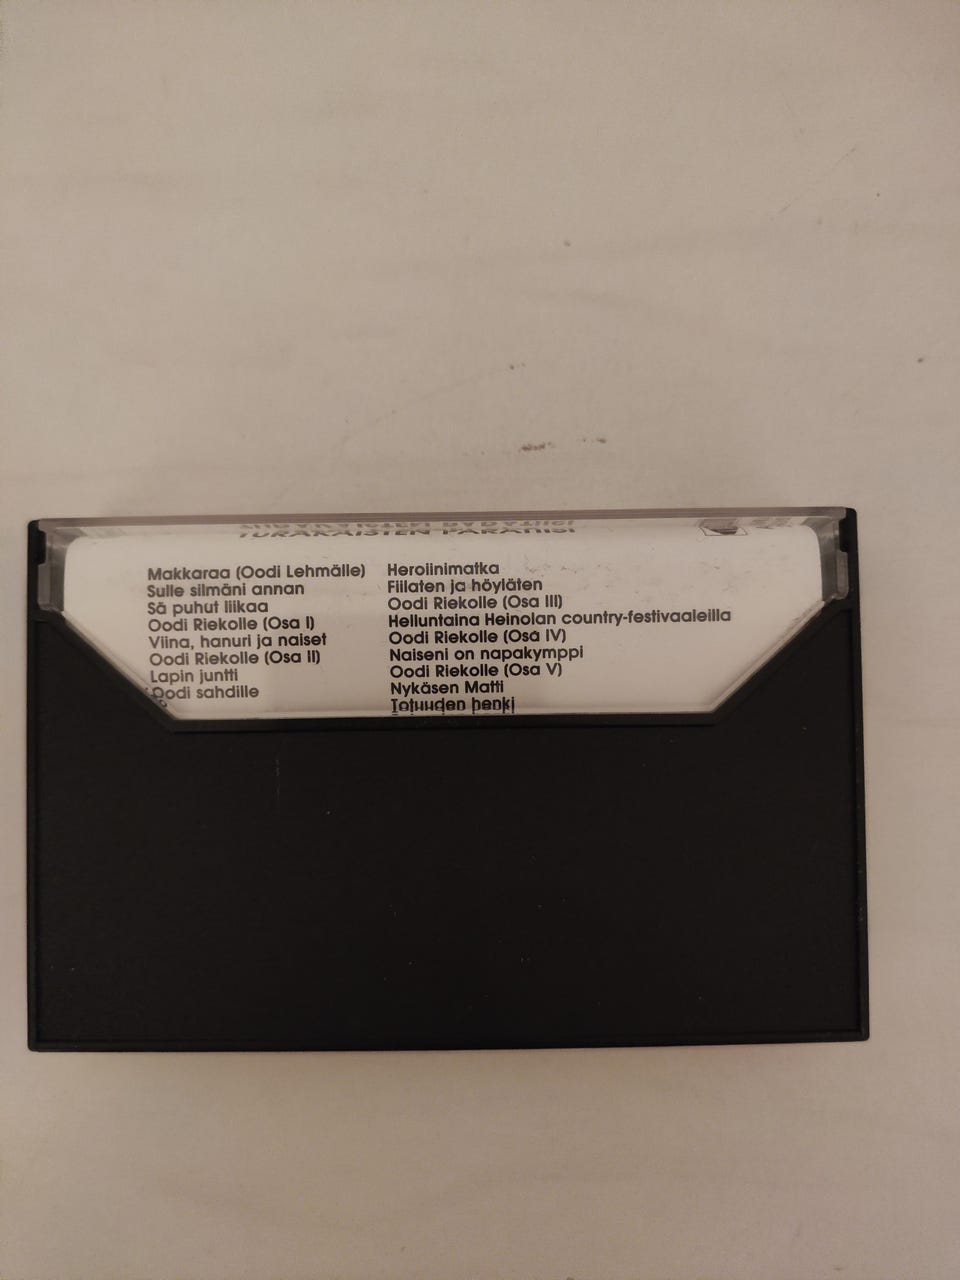 TURAKAISTEN PARATIISI
Makkaraa (Oodi Lehmälle)
Sulle silmäni annan
Sä puhut liikaa
Oodi Riekolle (Osa I)
Viina, hanuri ja naiset
Oodi Riekolle (Osa II)
Lapin juntti
Oodi sahdille
Heroiinimatka
Fiilaten ja höyläten
Oodi Riekolle (Osa III)
Helluntaina Heinolan country-festivaaleilla
Oodi Riekolle (Osa IV)
Naiseni on napakymppi
Oodi Riekolle (Osa V)
Nykäsen Matti
Totuuden henki